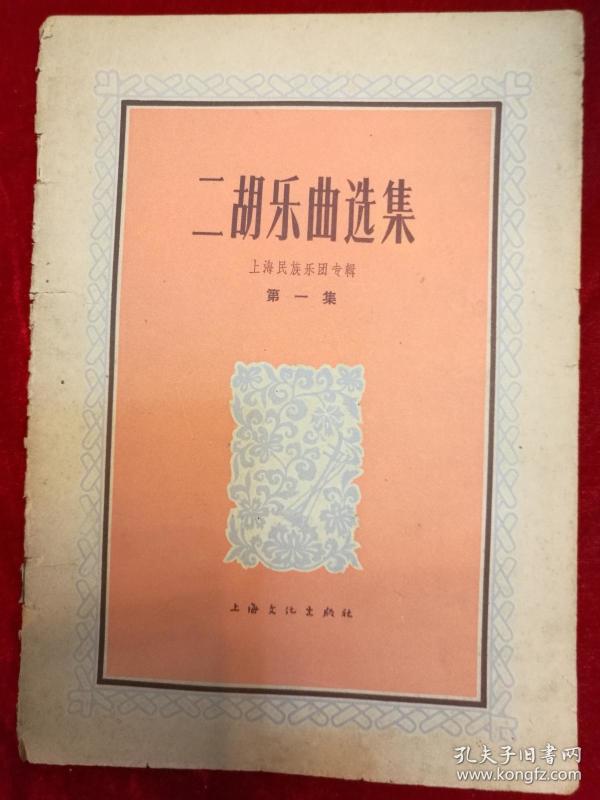 二胡乐曲选集
上海民族乐团专輯
第一集
上海文化出版社
孔夫子旧书网
www.kongfz.com